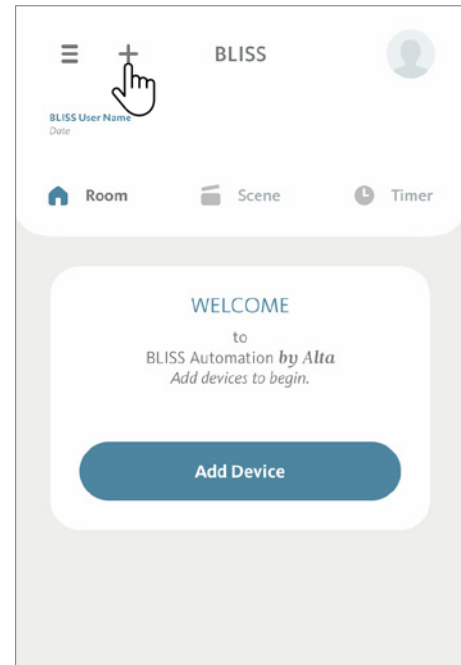 BLISS
BLISS User Name
Date
Room
Scene
Timer
WELCOME
to
BLISS Automation by Alta
Add devices to begin.
Add Device